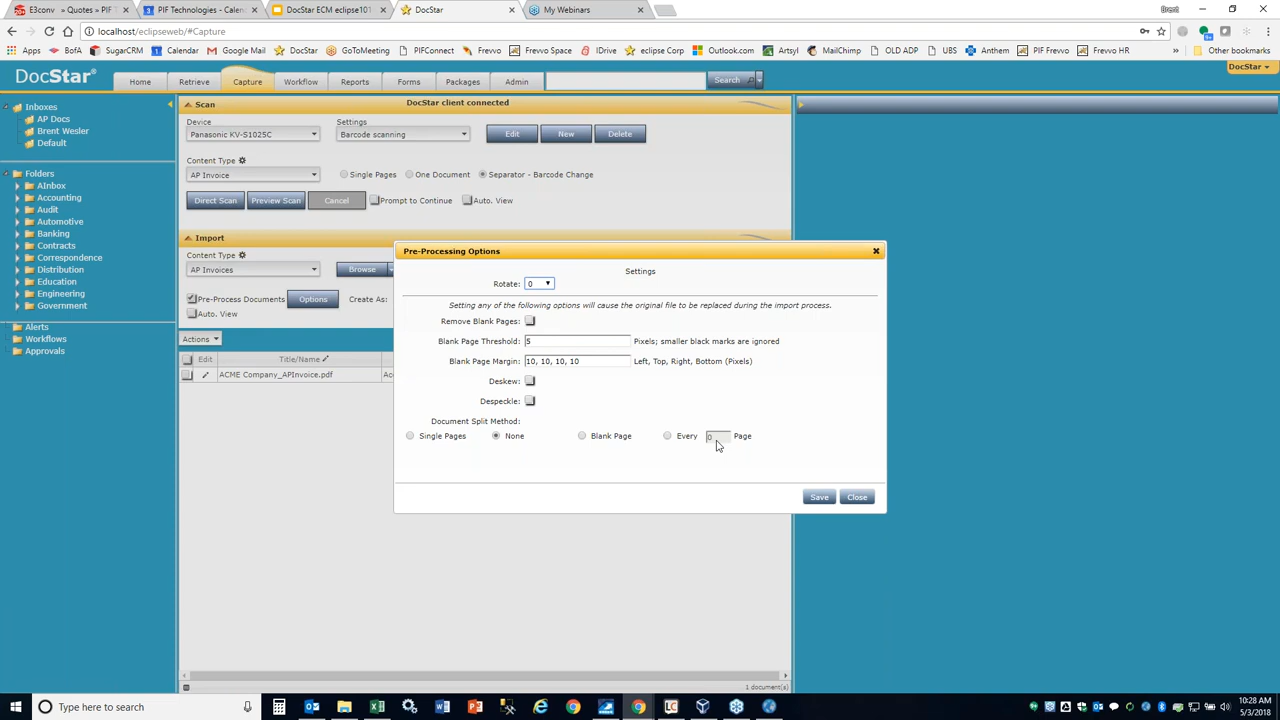 E3conv » Quotes » PIF T
PIF Technologies - Calen
DocStar ECM eclipse101
DocStar
My Webinars
Brent
localhost/eclipseweb/#Capture
Apps
BofA
SugarCRM
Calendar
Google Mail
DocStar
GoToMeeting
PIFConnect
Frevvo
Frevvo Space
IDrive
eclipse Corp
Outlook.com
Artsyl
MailChimp
OLD ADP
UBS
Anthem
PIF Frevvo
Frevvo HR
»
Other bookmarks
DocStar®
Home
Retrieve
Capture
Workflow
Reports
Forms
Packages
Admin
Search
DocStar
Inboxes
AP Docs
Brent Wesler
Default
Folders
AInbox
Accounting
Audit
Automotive
Banking
Contracts
Correspondence
Distribution
Education
Engineering
Government
Alerts
Workflows
Approvals
Scan
DocStar client connected
Device
Settings
Panasonic KV-S1025C
Barcode scanning
Edit
New
Delete
Content Type
AP Invoice
Single Pages
One Document
Separator - Barcode Change
Direct Scan
Preview Scan
Cancel
Prompt to Continue
Auto. View
Import
Content Type
AP Invoices
Browse
Pre-Process Documents
Options
Create As:
Auto. View
Actions
Edit
Title/Name
ACME Company_APInvoice.pdf
1 document(s)
Pre-Processing Options
Settings
Rotate: 0
Setting any of the following options will cause the original file to be replaced during the import process.
Remove Blank Pages:
Blank Page Threshold: 5 Pixels; smaller black marks are ignored
Blank Page Margin: 10, 10, 10, 10 Left, Top, Right, Bottom (Pixels)
Deskew:
Despeckle:
Document Split Method:
Single Pages
None
Blank Page
Every 0 Page
Save
Close
Type here to search
10:28 AM
5/3/2018